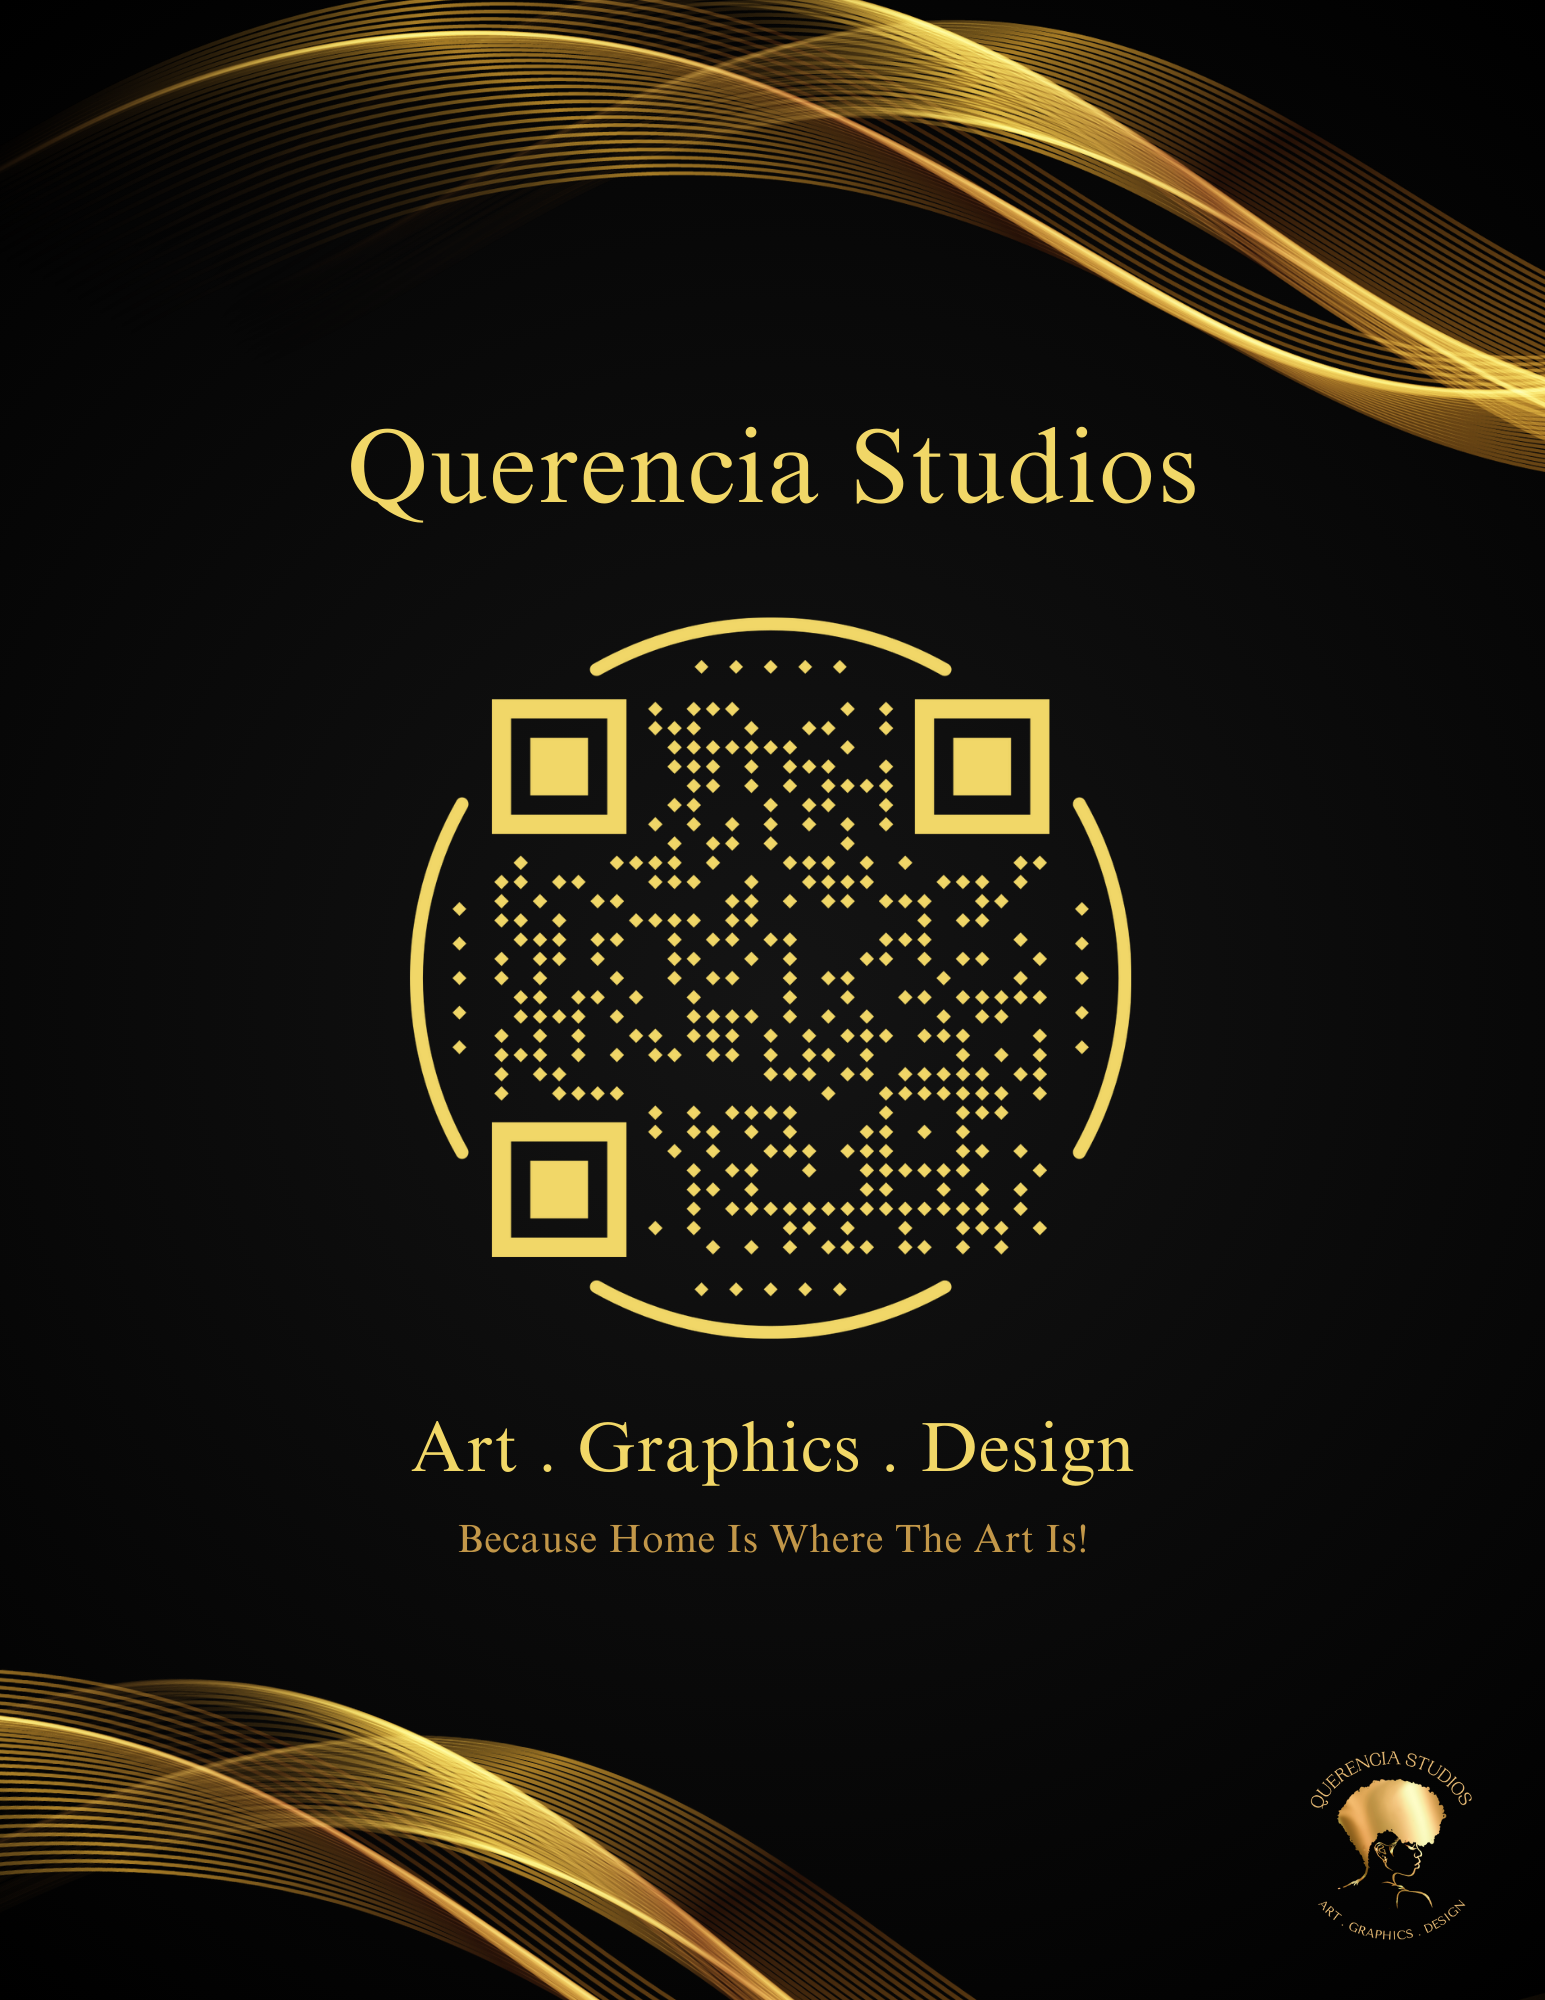 Querencia Studios
Art . Graphics . Design
Because Home Is Where The Art Is!
QUERENCIA STUDIOS
ART . GRAPHICS . DESIGN